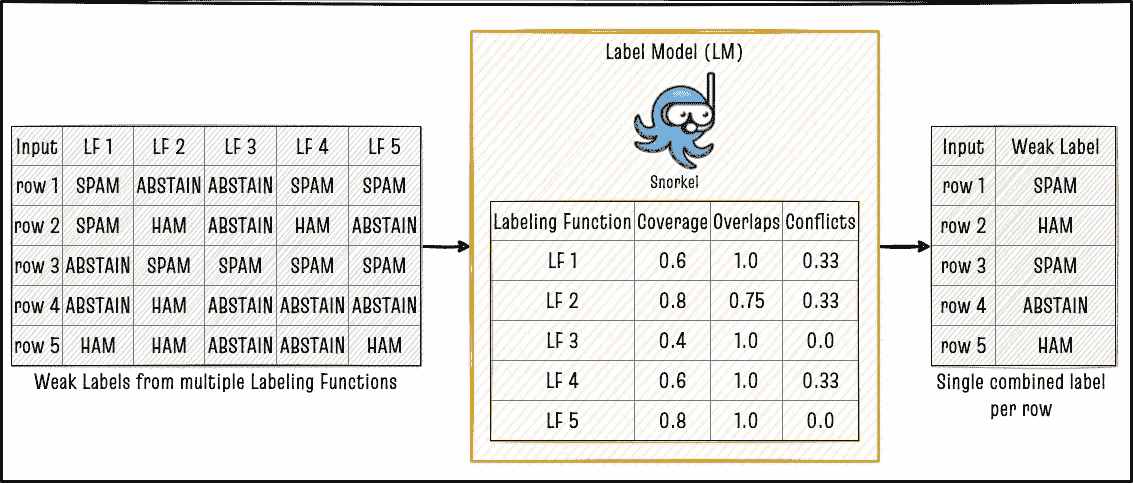 Input LF 1 LF 2 LF 3 LF 4 LF 5
row 1 SPAM ABSTAIN ABSTAIN SPAM SPAM
row 2 SPAM HAM ABSTAIN HAM ABSTAIN
row 3 ABSTAIN SPAM SPAM SPAM SPAM
row 4 ABSTAIN HAM ABSTAIN ABSTAIN ABSTAIN
row 5 HAM HAM ABSTAIN ABSTAIN HAM
Weak Labels from multiple Labeling Functions
Label Model (LM)
Snorkel
Labeling Function Coverage Overlaps Conflicts
LF 1 0.6 1.0 0.33
LF 2 0.8 0.75 0.33
LF 3 0.4 1.0 0.0
LF 4 0.6 1.0 0.33
LF 5 0.8 1.0 0.0
Input Weak Label
row 1 SPAM
row 2 HAM
row 3 SPAM
row 4 ABSTAIN
row 5 HAM
Single combined label
per row